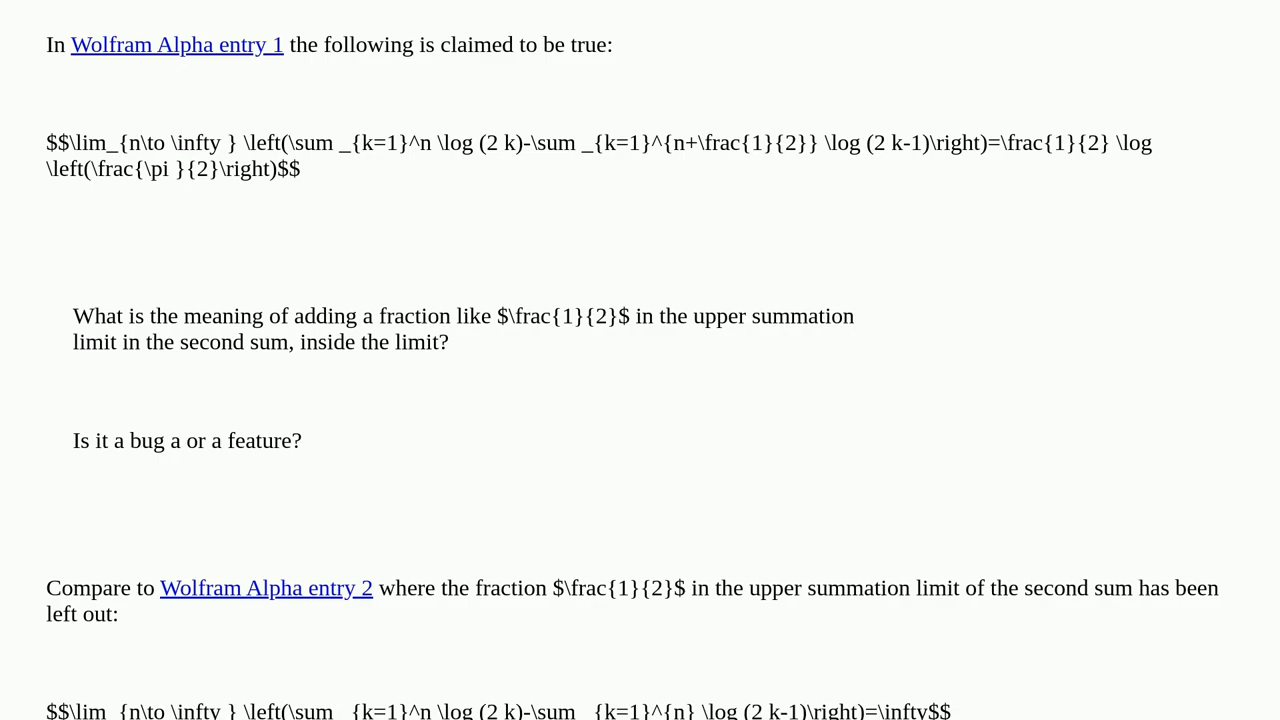 In Wolfram Alpha entry 1 the following is claimed to be true:
$$\lim_{n\to \infty } \left(\sum _{k=1}^n \log (2 k)-\sum _{k=1}^{n+\frac{1}{2}} \log (2 k-1)\right)=\frac{1}{2} \log
\left(\frac{\pi }{2}\right)$$
What is the meaning of adding a fraction like $\frac{1}{2}$ in the upper summation
limit in the second sum, inside the limit?
Is it a bug a or a feature?
Compare to Wolfram Alpha entry 2 where the fraction $\frac{1}{2}$ in the upper summation limit of the second sum has been
left out:
$$\lim_{n\to \infty } \left(\sum _{k=1}^n \log (2 k)-\sum _{k=1}^{n} \log (2 k-1)\right)=\infty$$